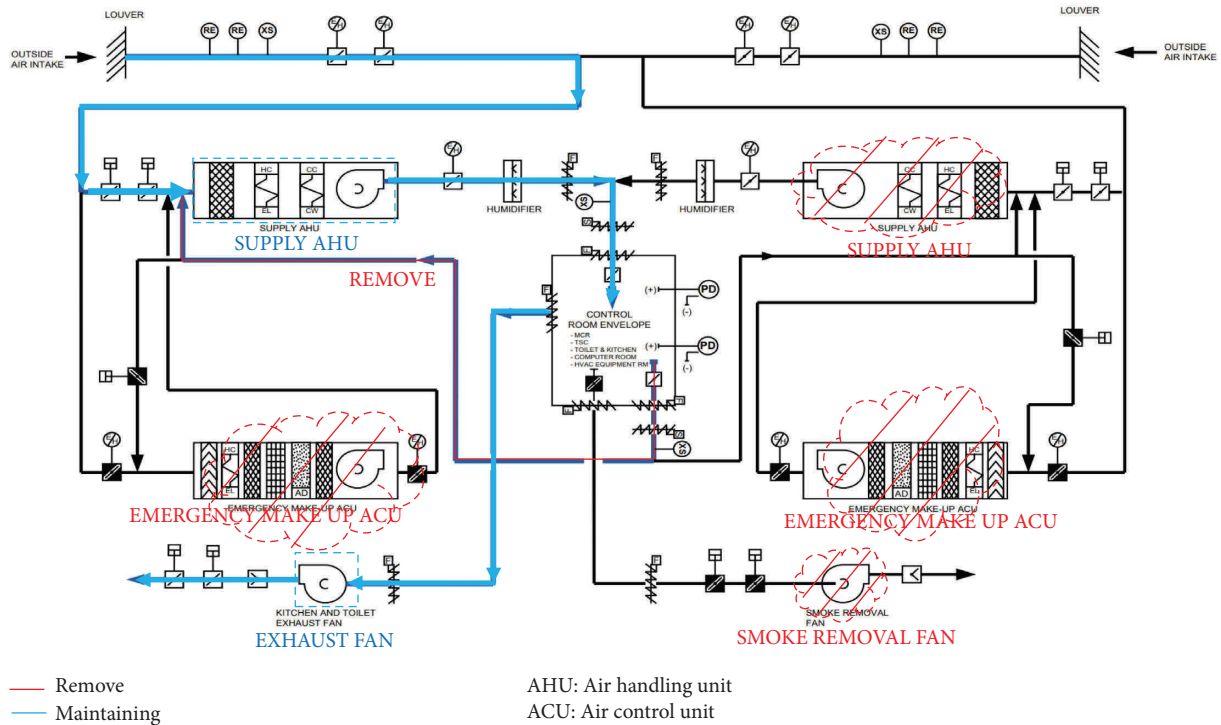 LOUVER
LOUVER
RE
RE
XS
E/H
E/H
E/H
E/H
XS
RE
RE
OUTSIDE
AIR INTAKE
OUTSIDE
AIR INTAKE
HC
EL
CC
CW
C
E/H
F
F
E/H
C
CC
CW
HC
EL
HUMIDIFIER
HUMIDIFIER
XS
SUPPLY AHU
SUPPLY AHU
S
SUPPLY AHU
SUPPLY AHU
F
REMOVE
F
(+)
PD
(-)
CONTROL
ROOM ENVELOPE
- MCR
- TSC
- TOILET & KITCHEN
- COMPUTER ROOM
- HVAC EQUIPMENT RM
(+)
PD
(-)
F
F
S
XS
E/H
E/H
E/H
E/H
HC
EL
AD
C
C
AD
HC
EL
EMERGENCY MAKE-UP ACU
EMERGENCY MAKE UP ACU
EMERGENCY MAKE-UP ACU
EMERGENCY MAKE UP ACU
C
F
F
C
KITCHEN AND TOILET
EXHAUST FAN
EXHAUST FAN
SMOKE REMOVAL
FAN
SMOKE REMOVAL FAN
Remove
Maintaining
AHU: Air handling unit
ACU: Air control unit